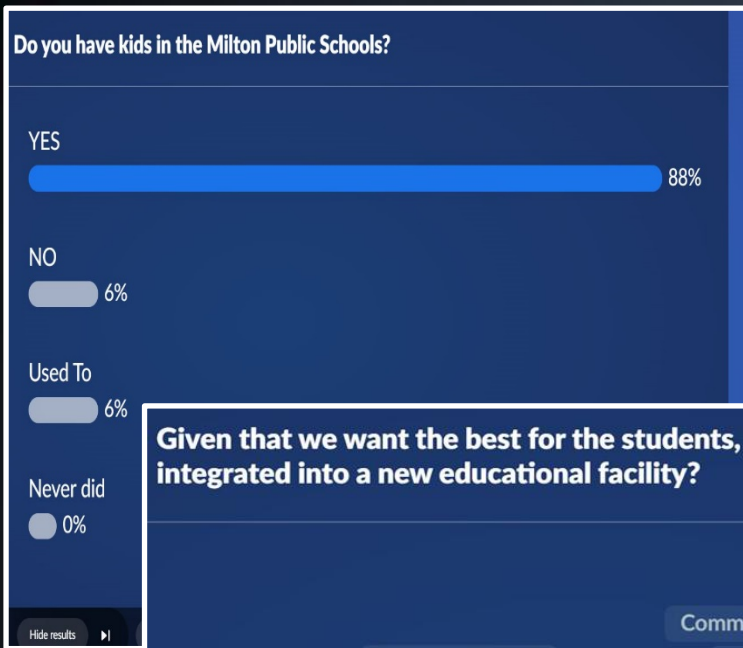 Do you have kids in the Milton Public Schools?
YES
88%
NO
6%
Used To
6%
Never did
0%
Hide results
Given that we want the best for the students,
integrated into a new educational facility?